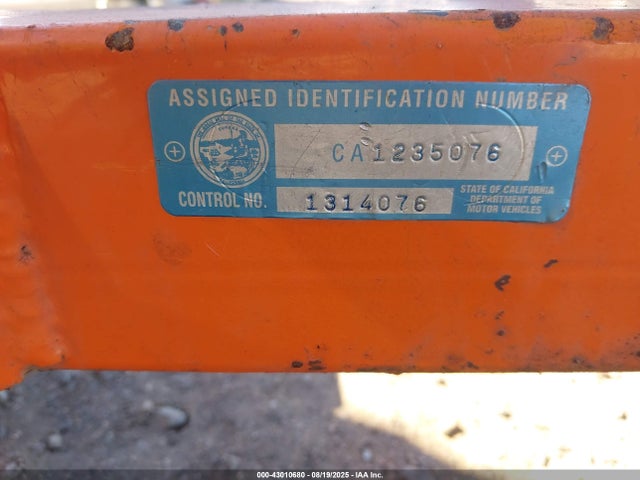 ASSIGNED IDENTIFICATION NUMBER
CA1235076
CONTROL NO. 1314076
STATE OF CALIFORNIA
DEPARTMENT OF
MOTOR VEHICLES
000-43010680 - 08/19/2025 - IAA Inc.